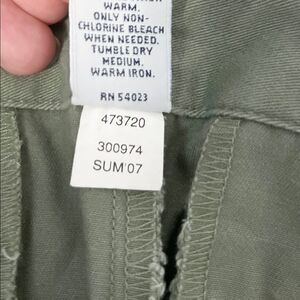 WARM.
ONLY NON-
CHLORINE BLEACH
WHEN NEEDED.
TUMBLE DRY
MEDIUM.
WARM IRON.
RN 54023
473720
300974
SUM'07